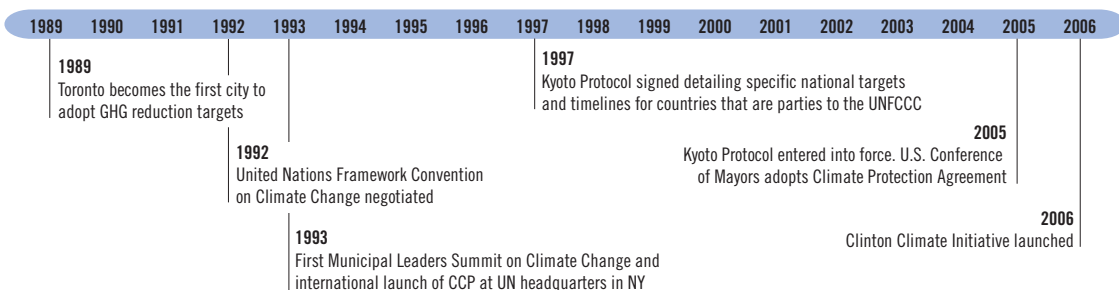 1989 1990 1991 1992 1993 1994 1995 1996 1997 1998 1999 2000 2001 2002 2003 2004 2005 2006
1989
Toronto becomes the first city to
adopt GHG reduction targets
1992
United Nations Framework Convention
on Climate Change negotiated
1993
First Municipal Leaders Summit on Climate Change and
international launch of CCP at UN headquarters in NY
1997
Kyoto Protocol signed detailing specific national targets
and timelines for countries that are parties to the UNFCCC
2005
Kyoto Protocol entered into force. U.S. Conference
of Mayors adopts Climate Protection Agreement
2006
Clinton Climate Initiative launched